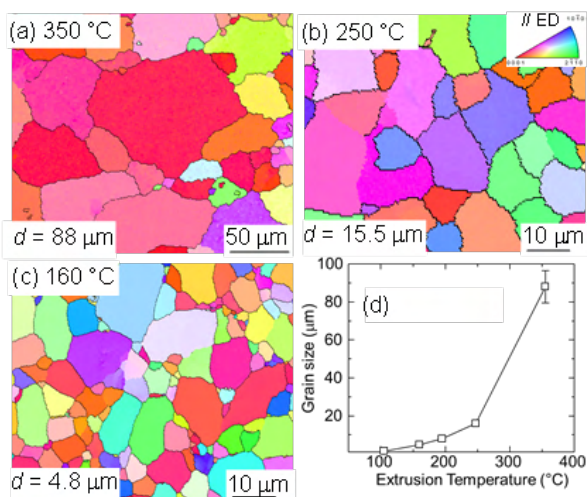 (a) 350 °C
d = 88 μm
50 μm
(b) 250 °C
// ED
0001
d = 15.5 μm
10 μm
(c) 160 °C
d = 4.8 μm
10 μm
(d)
Grain size (μm)
100
80
60
40
20
0
100
200
300
400
Extrusion Temperature (°C)